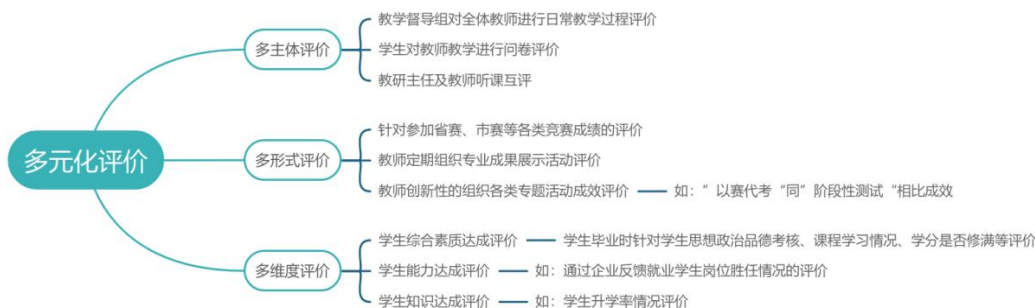 多元化评价
多主体评价
教学督导组对全体教师进行日常教学过程评价
学生对教师教学进行问卷评价
教研主任及教师听课互评
多形式评价
针对参加省赛、市赛等各类竞赛成绩的评价
教师定期组织专业成果展示活动评价
教师创新性的组织各类专题活动成效评价
如：”以赛代考“同”阶段性测试“相比成效
多维度评价
学生综合素质达成评价
学生毕业时针对学生思想政治品德考核、课程学习情况、学分是否修满等评价
学生能力达成评价
如：通过企业反馈就业学生岗位胜任情况的评价
学生知识达成评价
如：学生升学率情况评价